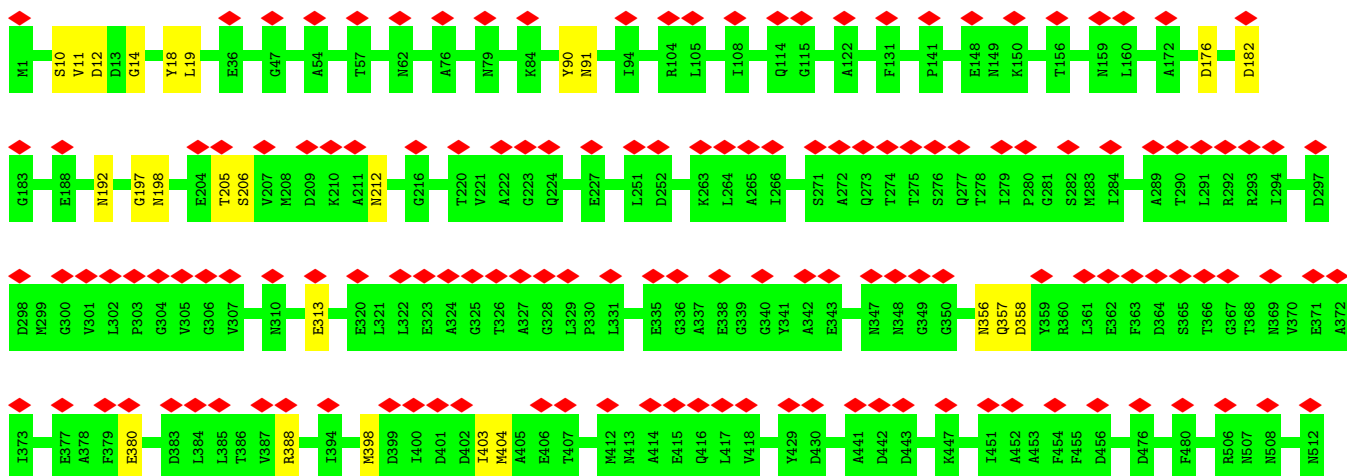 M1 S10 V11 D12 D13 G14 Y18 L19 E36 G47 A54 T57 N62 A76 N79 K84 Y90 N91 I94 R104 L105 I108 Q114 G115 A122 F131 P141 E148 N149 K150 T156 N159 L160 A172 D176 D182
G183 E188 N192 G197 N198 E204 T205 S206 V207 M208 D209 K210 A211 N212 G216 T220 V221 A222 G223 Q224 E227 L251 D252 K263 L264 A265 I266 S271 A272 Q273 T274 T275 S276 Q277 T278 I279 P280 G281 S282 M283 I284 A289 T290 L291 R292 R293 I294 D297
D298 M299 G300 V301 L302 P303 G304 V305 G306 V307 N310 E313 E320 L321 L322 E323 A324 G325 T326 A327 G328 L329 P330 L331 E335 G336 A337 E338 G339 G340 Y341 A342 E343 N347 N348 G349 G350 N356 Q357 D358 Y359 R360 L361 E362 F363 D364 S365 T366 G367 T368 N369 V370 E371 A372
I373 E377 A378 F379 E380 D383 L384 L385 T386 V387 R388 I394 M398 D399 I400 D401 D402 I403 M404 A405 E406 T407 M412 N413 A414 E415 Q416 L417 V418 Y429 D430 A441 D442 D443 K447 I451 A452 A453 F454 F455 D456 D476 F480 R506 N507 N508 N512